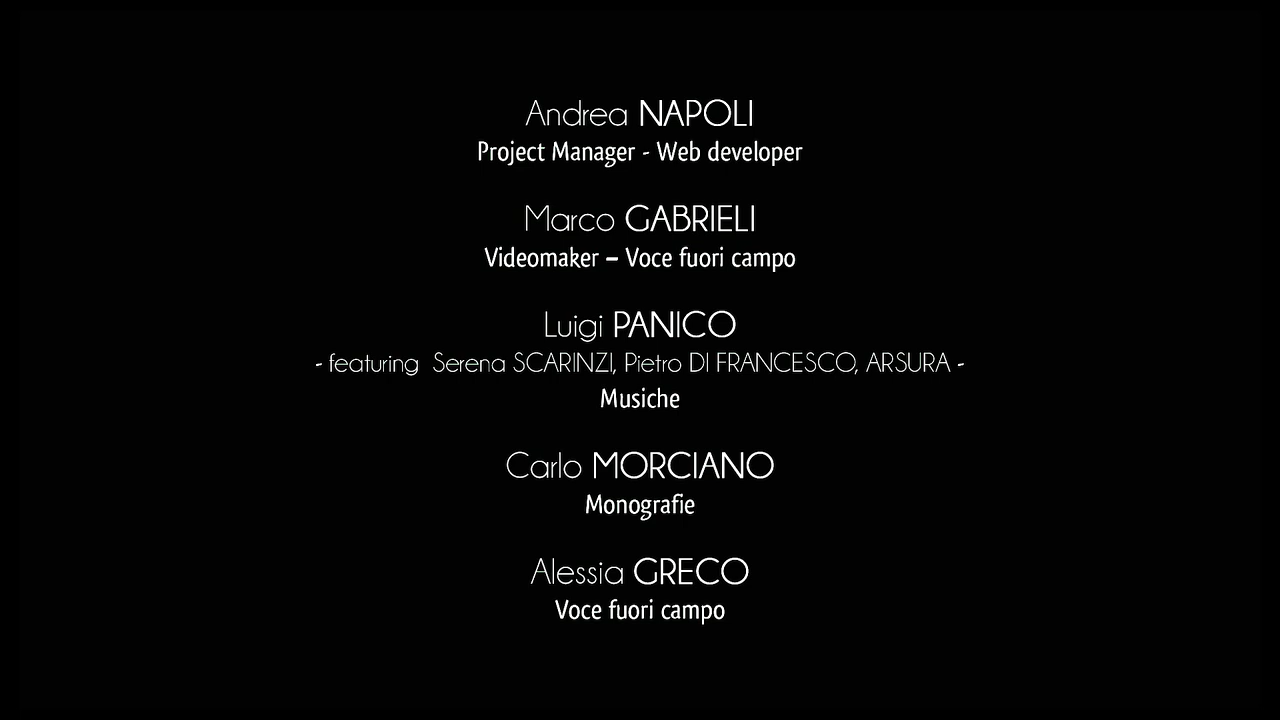 Andrea NAPOLI
Project Manager - Web developer
Marco GABRIELI
Videomaker – Voce fuori campo
Luigi PANICO
- featuring Serena SCARINZI, Pietro DI FRANCESCO, ARSURA -
Musiche
Carlo MORCIANO
Monografie
Alessia GRECO
Voce fuori campo